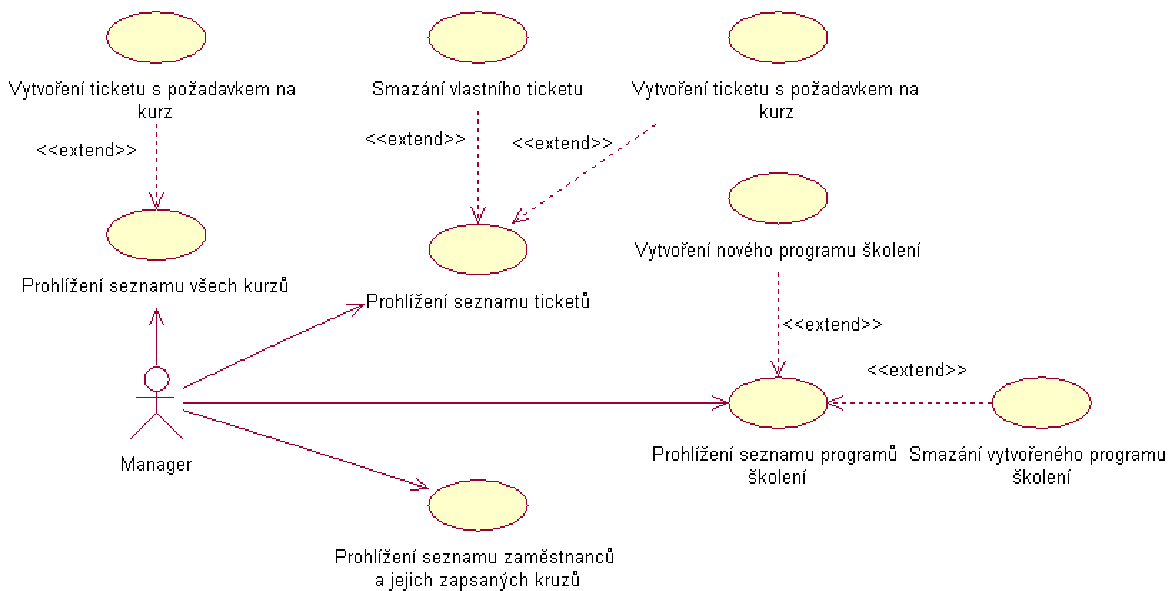 Vytvoření ticketu s požadavkem na
kurz
Smazání vlastního ticketu
Vytvoření ticketu s požadavkem na
kurz
<<extend>>
<<extend>>
<<extend>>
Vytvoření nového programu školení
Prohlížení seznamu všech kurzů
Prohlížení seznamu ticketů
<<extend>>
<<extend>>
Manager
Prohlížení seznamu programů
školení
Smazání vytvořeného programu
školení
Prohlížení seznamu zaměstnanců
a jejich zapsaných kruzů